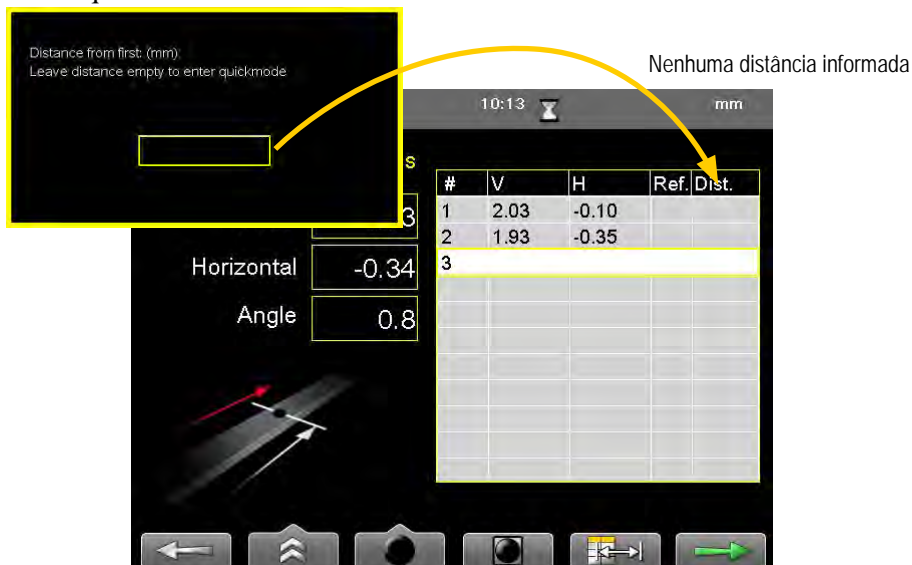 Distance from first: (mm)
Leave distance empty to enter quickmode
Nenhuma distância informada
10:13 mm
s
# V H Ref. Dist.
3
1 2.03 -0.10
2 1.93 -0.35
Horizontal -0.34
3
Angle 0.8